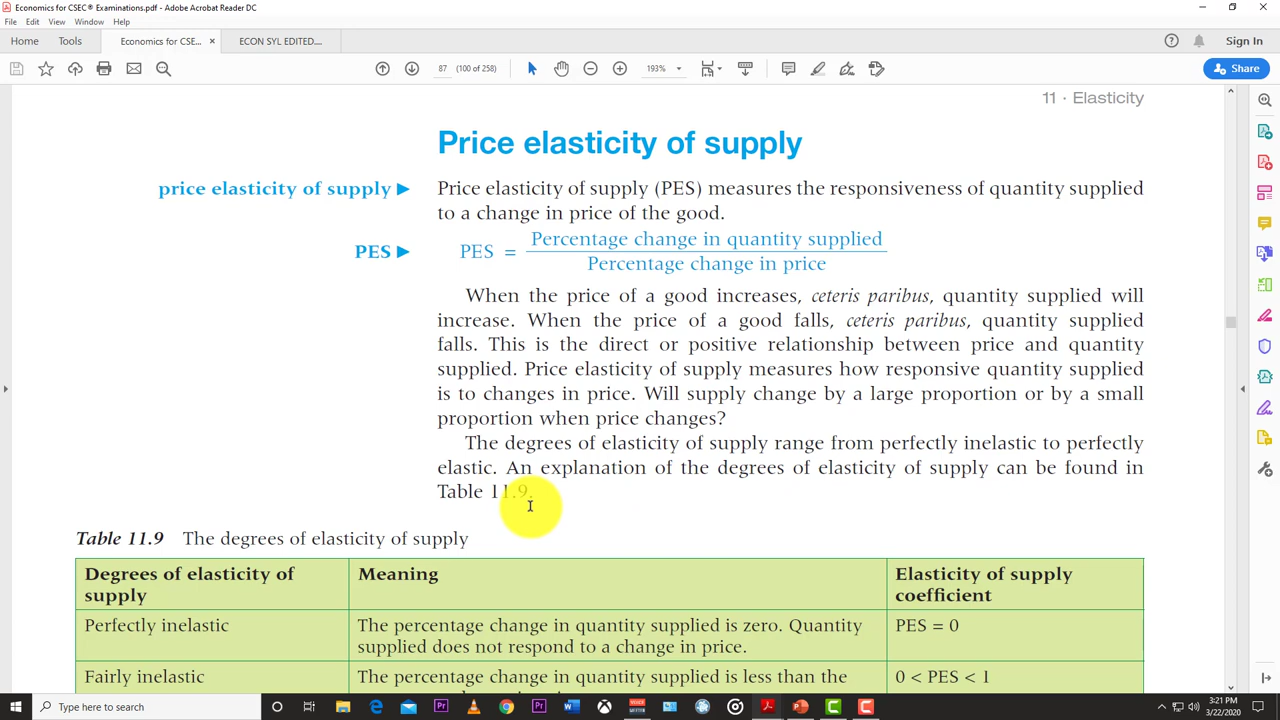 Economics for CSEC® Examinations.pdf - Adobe Acrobat Reader DC
File Edit View Window Help
Home Tools Economics for CSE... × ECON SYL EDITED.... Sign In
87 (100 of 258) 193% Share
11 · Elasticity
Price elasticity of supply
price elasticity of supply ► Price elasticity of supply (PES) measures the responsiveness of quantity supplied
to a change in price of the good.
PES ► PES = Percentage change in quantity supplied
Percentage change in price
When the price of a good increases, ceteris paribus, quantity supplied will
increase. When the price of a good falls, ceteris paribus, quantity supplied
falls. This is the direct or positive relationship between price and quantity
supplied. Price elasticity of supply measures how responsive quantity supplied
is to changes in price. Will supply change by a large proportion or by a small
proportion when price changes?
The degrees of elasticity of supply range from perfectly inelastic to perfectly
elastic. An explanation of the degrees of elasticity of supply can be found in
Table 11.9.
Table 11.9 The degrees of elasticity of supply
Degrees of elasticity of Meaning Elasticity of supply
supply coefficient
Perfectly inelastic The percentage change in quantity supplied is zero. Quantity PES = 0
supplied does not respond to a change in price.
Fairly inelastic The percentage change in quantity supplied is less than the 0 < PES < 1
Type here to search
3:21 PM
3/22/2020